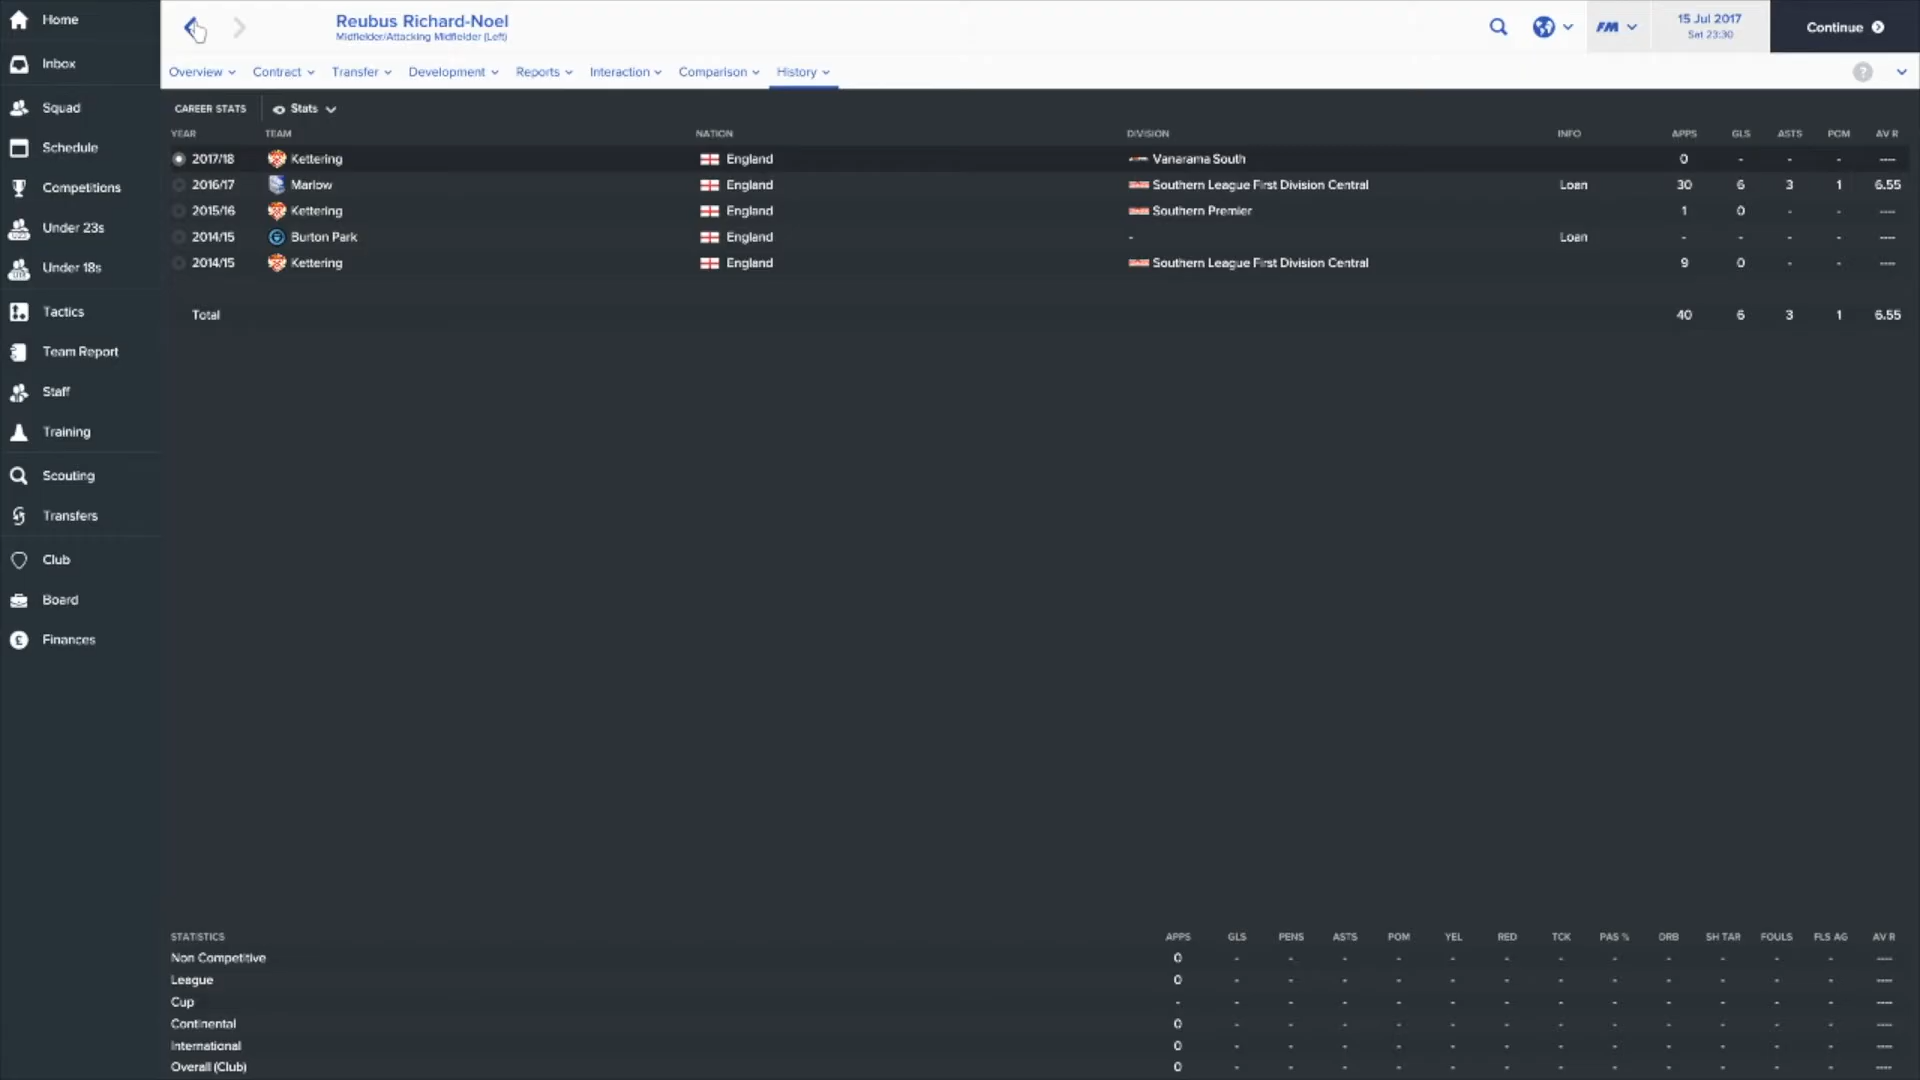 Home
Inbox
Squad
Schedule
Competitions
Under 23s
Under 18s
Tactics
Team Report
Staff
Training
Scouting
Transfers
Club
Board
Finances
Reubus Richard-Noel
Midfielder/Attacking Midfielder (Left)
FM
15 Jul 2017
Sat 23:30
Continue
Overview Contract Transfer Development Reports Interaction Comparison History
?
CAREER STATS Stats
YEAR TEAM NATION DIVISION INFO APPS GLS ASTS POM AV R
2017/18 Kettering England Vanarama South 0 - - - ----
2016/17 Marlow England Southern League First Division Central Loan 30 6 3 1 6.55
2015/16 Kettering England Southern Premier 1 0 - - ----
2014/15 Burton Park England - Loan - - - - ----
2014/15 Kettering England Southern League First Division Central 9 0 - - ----
Total 40 6 3 1 6.55
STATISTICS APPS GLS PENS ASTS POM YEL RED TCK PAS % DRB SH TAR FOULS FLS AG AV R
Non Competitive 0 - - - - - - - - - - - - ----
League 0 - - - - - - - - - - - - ----
Cup - - - - - - - - - - - - - ----
Continental 0 - - - - - - - - - - - - ----
International 0 - - - - - - - - - - - - ----
Overall (Club) 0 - - - - - - - - - - - - ----